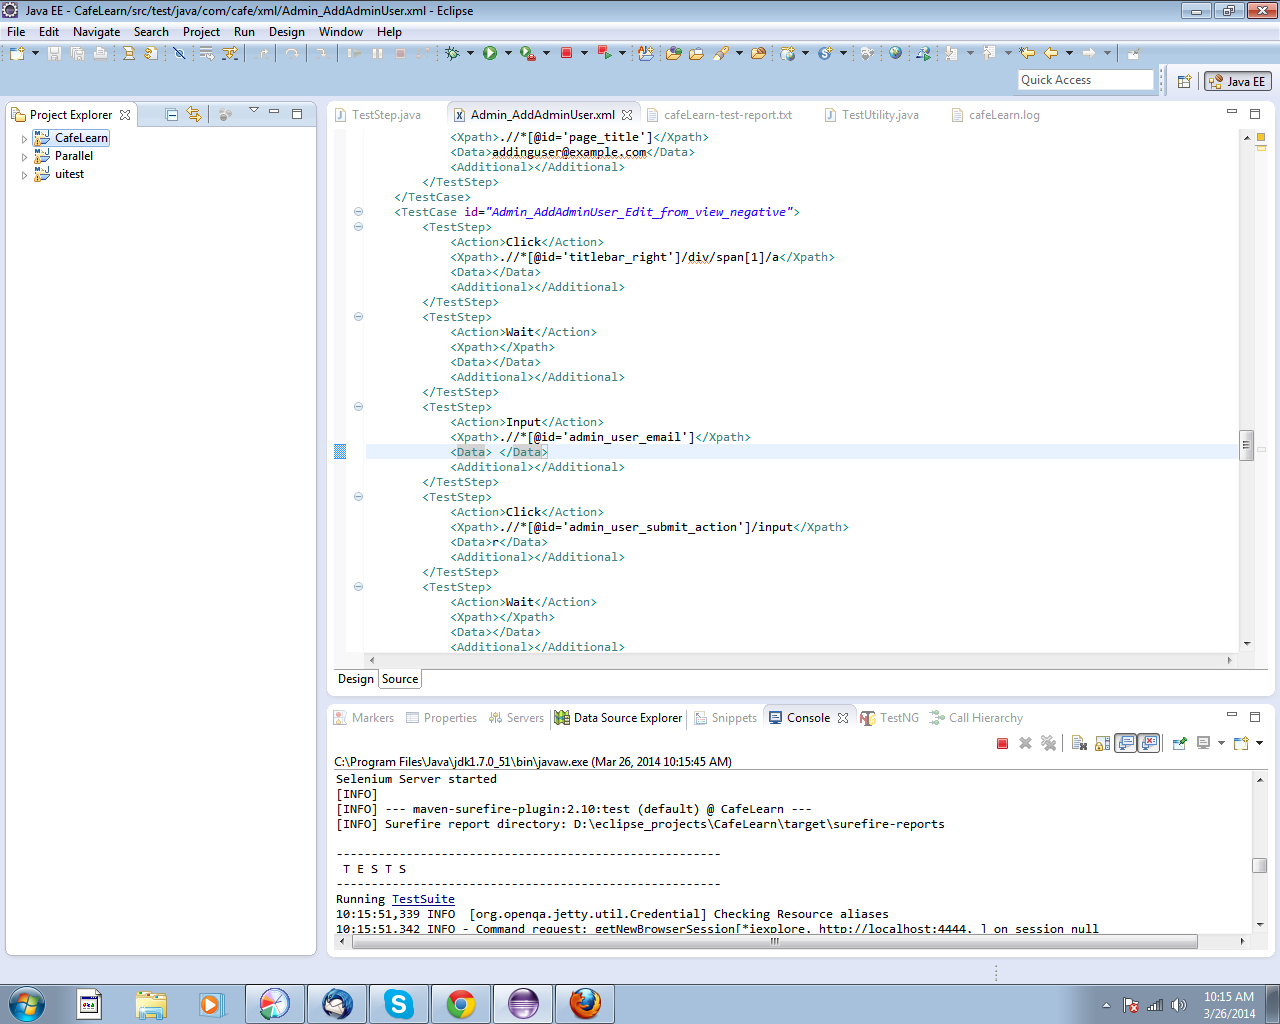 Java EE - CafeLearn/src/test/java/com/cafe/xml/Admin_AddAdminUser.xml - Eclipse
File Edit Navigate Search Project Run Design Window Help
Quick Access
Java EE
Project Explorer
CafeLearn
Parallel
uitest
TestStep.java Admin_AddAdminUser.xml cafeLearn-test-report.txt TestUtility.java cafeLearn.log
<Xpath>.//*[@id='page_title']</Xpath>
<Data>addinguser@example.com</Data>
<Additional></Additional>
</TestStep>
</TestCase>
<TestCase id="Admin_AddAdminUser_Edit_from_view_negative">
<TestStep>
<Action>Click</Action>
<Xpath>.//*[@id='titlebar_right']/div/span[1]/a</Xpath>
<Data></Data>
<Additional></Additional>
</TestStep>
<TestStep>
<Action>Wait</Action>
<Xpath></Xpath>
<Data></Data>
<Additional></Additional>
</TestStep>
<TestStep>
<Action>Input</Action>
<Xpath>.//*[@id='admin_user_email']</Xpath>
<Data> </Data>
<Additional></Additional>
</TestStep>
<TestStep>
<Action>Click</Action>
<Xpath>.//*[@id='admin_user_submit_action']/input</Xpath>
<Data>r</Data>
<Additional></Additional>
</TestStep>
<TestStep>
<Action>Wait</Action>
<Xpath></Xpath>
<Data></Data>
<Additional></Additional>
Design Source
Markers Properties Servers Data Source Explorer Snippets Console TestNG Call Hierarchy
C:\Program Files\Java\jdk1.7.0_51\bin\javaw.exe (Mar 26, 2014 10:15:45 AM)
Selenium Server started
[INFO]
[INFO] --- maven-surefire-plugin:2.10:test (default) @ CafeLearn ---
[INFO] Surefire report directory: D:\eclipse_projects\CafeLearn\target\surefire-reports
-------------------------------------------------------
T E S T S
-------------------------------------------------------
Running TestSuite
10:15:51,339 INFO  [org.openqa.jetty.util.Credential] Checking Resource aliases
10:15:51,342 INFO - Command request: getNewBrowserSession[*iexplore, http://localhost:4444, ] on session null
10:15 AM
3/26/2014